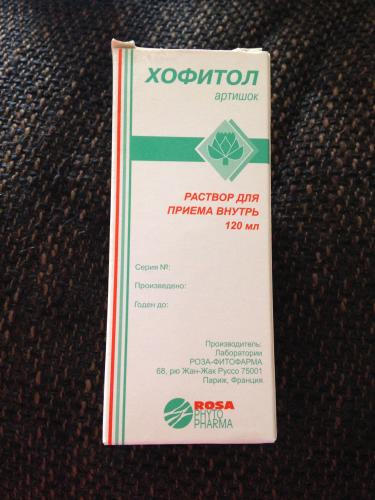 ХОФИТОЛ
артишок
РАСТВОР ДЛЯ
ПРИЕМА ВНУТРЬ
120 мл
Серия №:
Произведено:
Годен до:
Производитель:
Лаборатории
РОЗА-ФИТОФАРМА
68, рю Жан-Жак Руссо 75001
Париж, Франция
ROSA
PHYTO
PHARMA